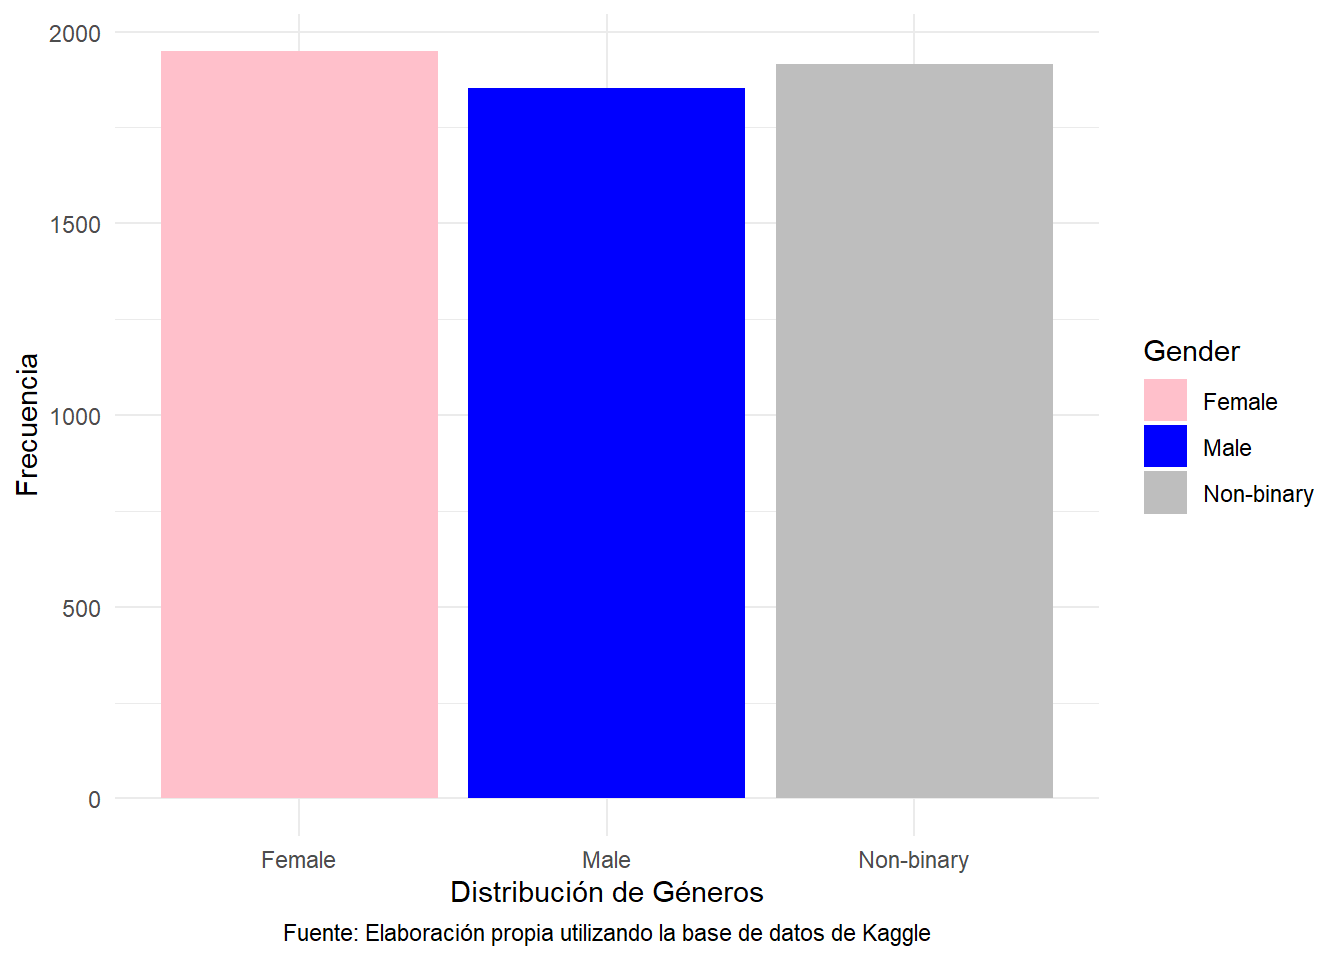 2000
1500
1000
500
0
Frecuencia
Female
Male
Non-binary
Distribución de Géneros
Fuente: Elaboración propia utilizando la base de datos de Kaggle
Gender
Female
Male
Non-binary